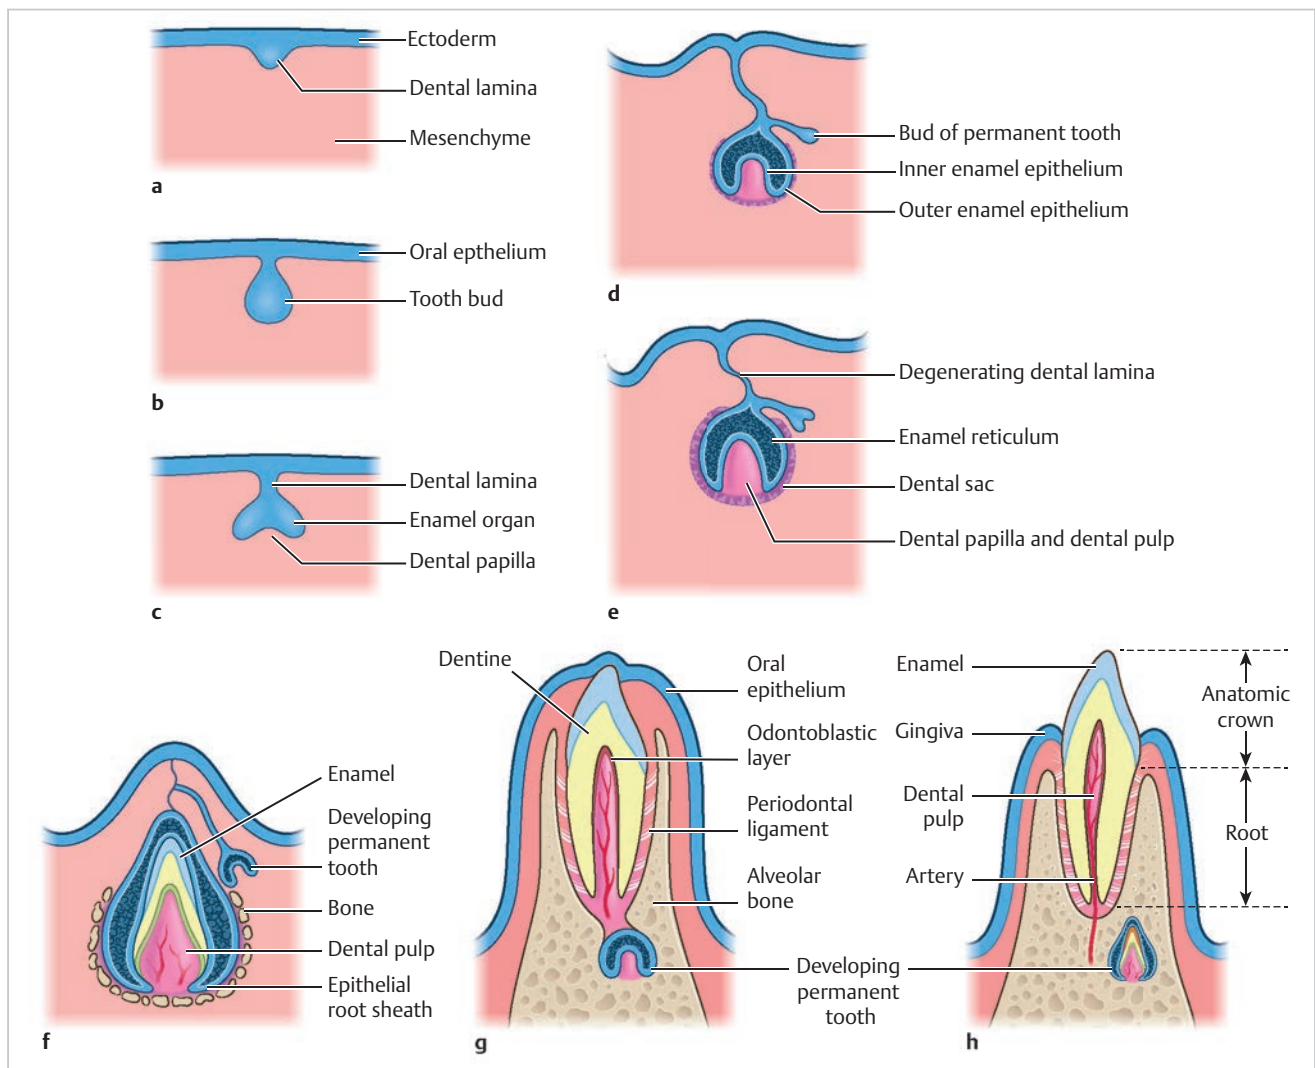 Ectoderm
Dental lamina
Mesenchyme
a
Oral epthelium
Tooth bud
b
Dental lamina
Enamel organ
Dental papilla
c
Bud of permanent tooth
Inner enamel epithelium
Outer enamel epithelium
d
Degenerating dental lamina
Enamel reticulum
Dental sac
Dental papilla and dental pulp
e
Enamel
Developing
permanent
tooth
Bone
Dental pulp
Epithelial
root sheath
f
Dentine
Oral
epithelium
Odontoblastic
layer
Periodontal
ligament
Alveolar
bone
Developing
permanent
tooth
g
Enamel
Gingiva
Dental
pulp
Artery
Anatomic
crown
Root
h